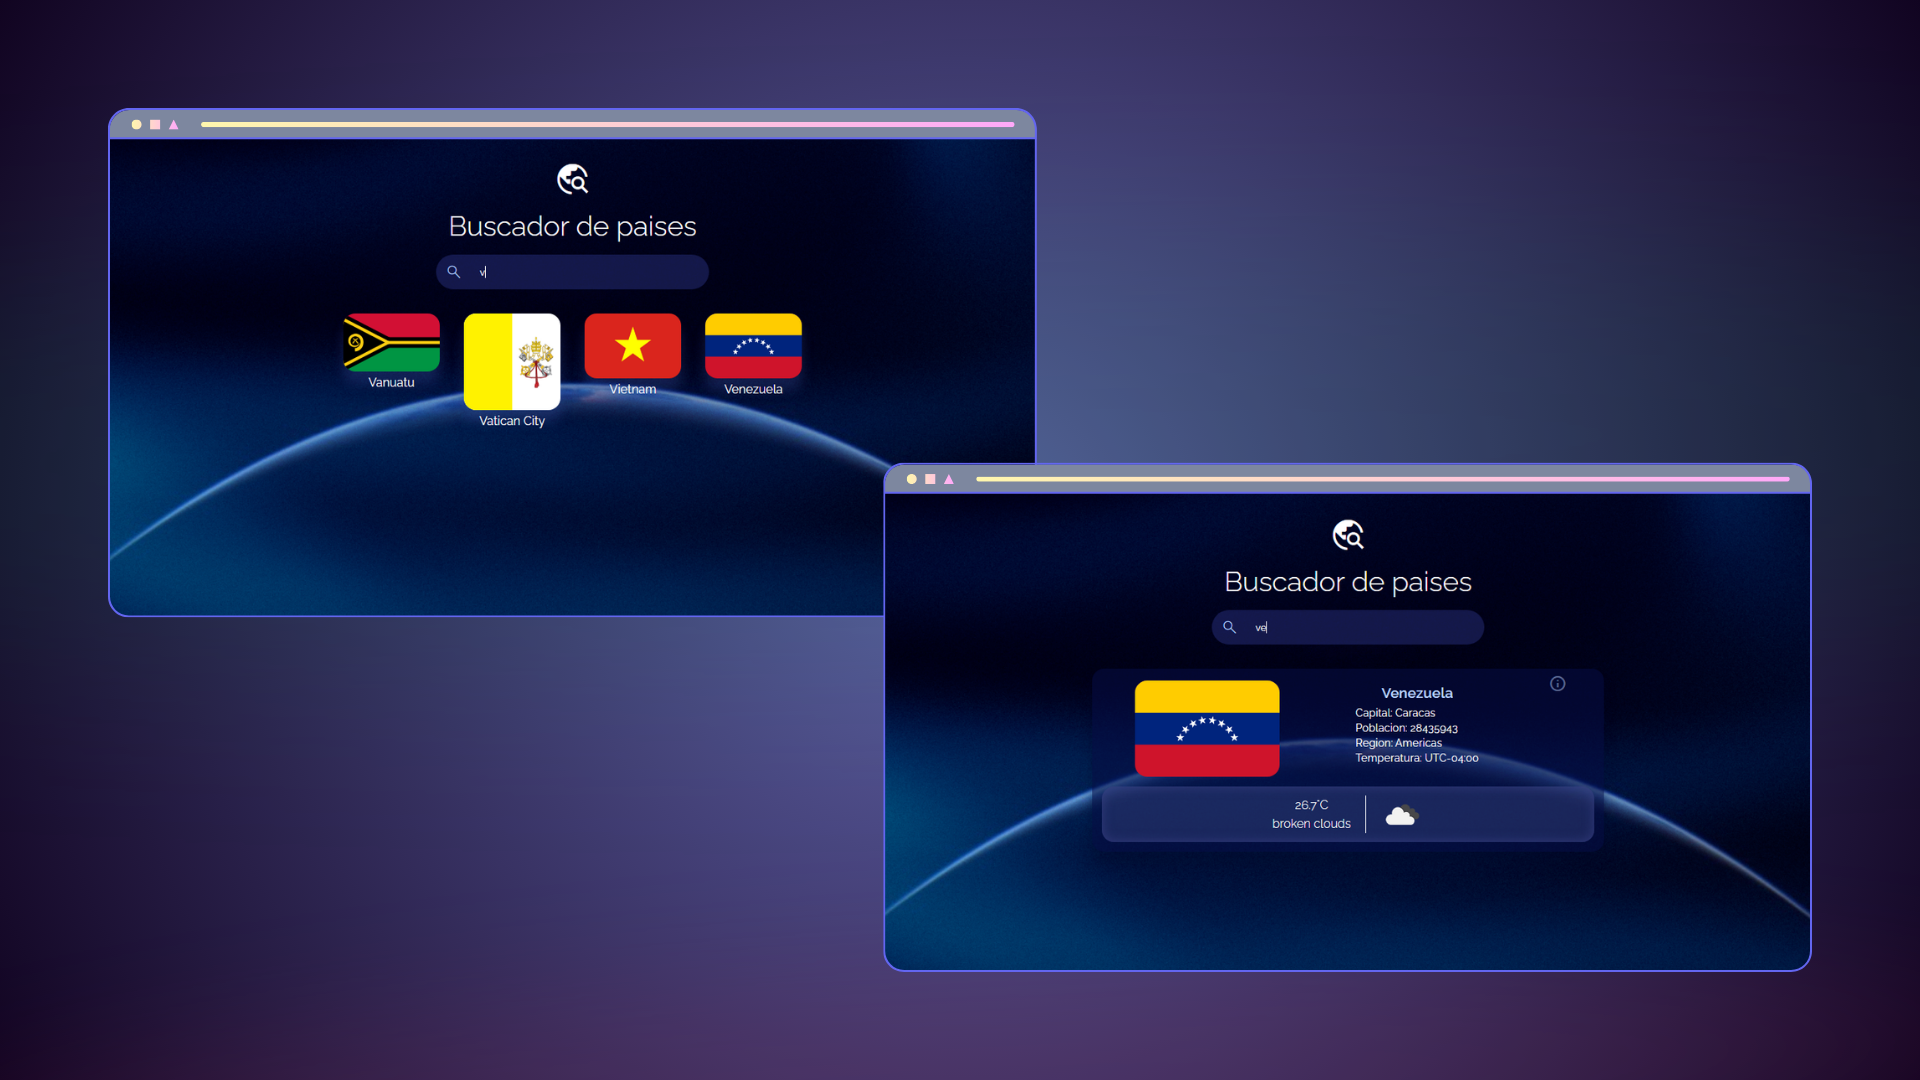 Buscador de paises
v
Vanuatu
Vatican City
Vietnam
Venezuela
Buscador de paises
ve
Venezuela
Capital: Caracas
Poblacion: 28435943
Region: Americas
Temperatura: UTC-04:00
26.7°C
broken clouds